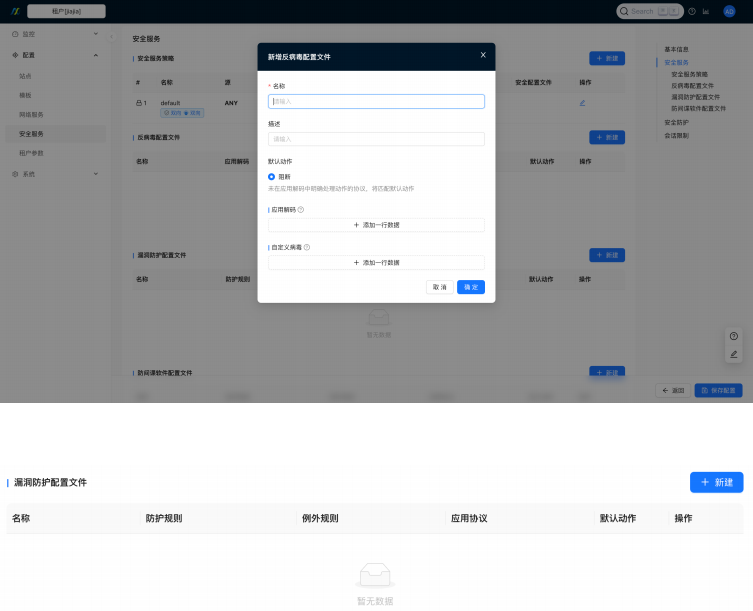 租户[jiajia]
Search
AD
监控
配置
站点
模板
网络服务
安全服务
租户参数
系统
安全服务
安全服务策略
新建
#
名称
源
安全配置文件
操作
1
default
ANY
反病毒配置文件
新建
名称
应用解码
默认动作
操作
漏洞防护配置文件
新建
名称
防护规则
默认动作
操作
暂无数据
防间谍软件配置文件
新建
基本信息
安全服务
安全服务策略
反病毒配置文件
漏洞防护配置文件
防间谍软件配置文件
安全防护
会话限制
返回
保存配置
新增反病毒配置文件
* 名称
请输入
描述
请输入
默认动作
阻断
未在应用解码中明确处理动作的协议，将匹配默认动作
应用解码
+ 添加一行数据
自定义病毒
+ 添加一行数据
取 消
确 定
漏洞防护配置文件
+ 新建
名称
防护规则
例外规则
应用协议
默认动作
操作
暂无数据